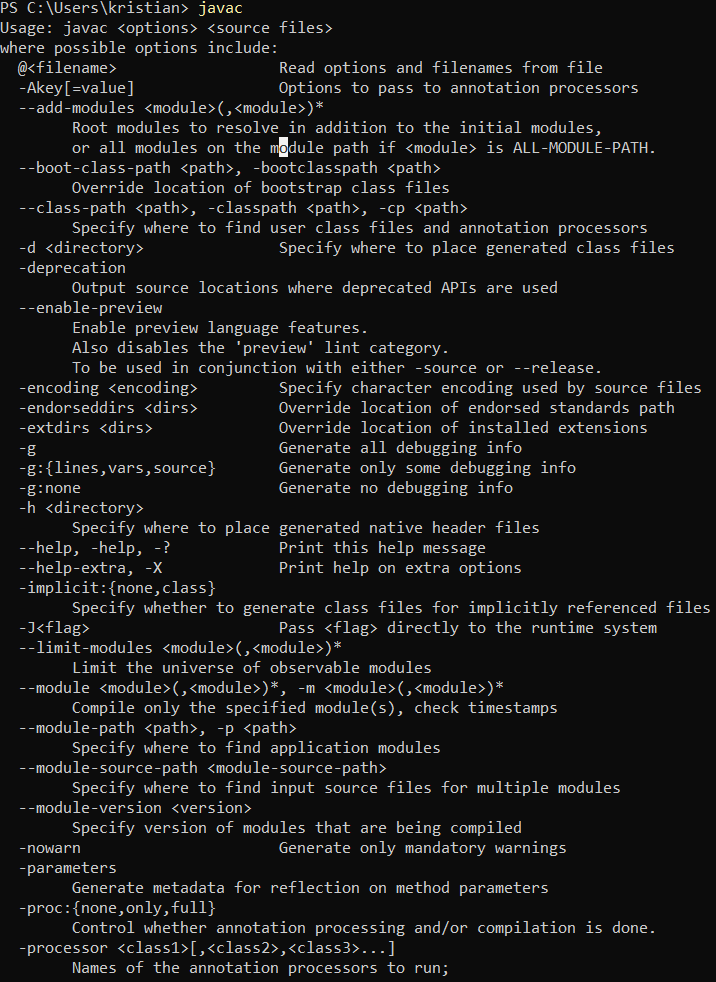 PS C:\Users\kristian> javac
Usage: javac <options> <source files>
where possible options include:
  @<filename>                  Read options and filenames from file
  -Akey[=value]                Options to pass to annotation processors
  --add-modules <module>(,<module>)*
        Root modules to resolve in addition to the initial modules,
        or all modules on the module path if <module> is ALL-MODULE-PATH.
  --boot-class-path <path>, -bootclasspath <path>
        Override location of bootstrap class files
  --class-path <path>, -classpath <path>, -cp <path>
        Specify where to find user class files and annotation processors
  -d <directory>               Specify where to place generated class files
  -deprecation
        Output source locations where deprecated APIs are used
  --enable-preview
        Enable preview language features.
        Also disables the 'preview' lint category.
        To be used in conjunction with either -source or --release.
  -encoding <encoding>         Specify character encoding used by source files
  -endorseddirs <dirs>         Override location of endorsed standards path
  -extdirs <dirs>              Override location of installed extensions
  -g                           Generate all debugging info
  -g:{lines,vars,source}       Generate only some debugging info
  -g:none                      Generate no debugging info
  -h <directory>
        Specify where to place generated native header files
  --help, -help, -?            Print this help message
  --help-extra, -X             Print help on extra options
  -implicit:{none,class}
        Specify whether to generate class files for implicitly referenced files
  -J<flag>                     Pass <flag> directly to the runtime system
  --limit-modules <module>(,<module>)*
        Limit the universe of observable modules
  --module <module>(,<module>)*, -m <module>(,<module>)*
        Compile only the specified module(s), check timestamps
  --module-path <path>, -p <path>
        Specify where to find application modules
  --module-source-path <module-source-path>
        Specify where to find input source files for multiple modules
  --module-version <version>
        Specify version of modules that are being compiled
  -nowarn                      Generate only mandatory warnings
  -parameters
        Generate metadata for reflection on method parameters
  -proc:{none,only,full}
        Control whether annotation processing and/or compilation is done.
  -processor <class1>[,<class2>,<class3>...]
        Names of the annotation processors to run;